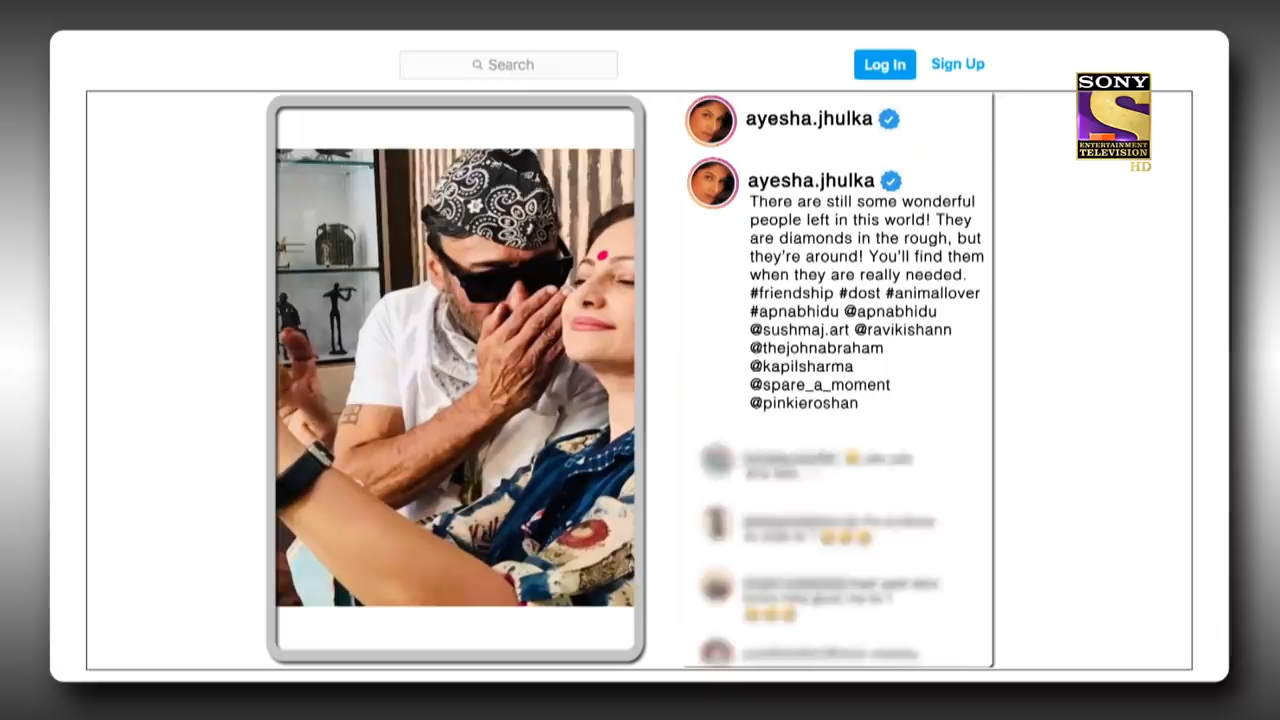 Search
Log In
Sign Up
SONY
ENTERTAINMENT
TELEVISION
HD
ayesha.jhulka
ayesha.jhulka
There are still some wonderful
people left in this world! They
are diamonds in the rough, but
they're around! You'll find them
when they are really needed.
#friendship #dost #animallover
#apnabhidu @apnabhidu
@sushmaj.art @ravikishann
@thejohnabraham
@kapilsharma
@spare_a_moment
@pinkieroshan